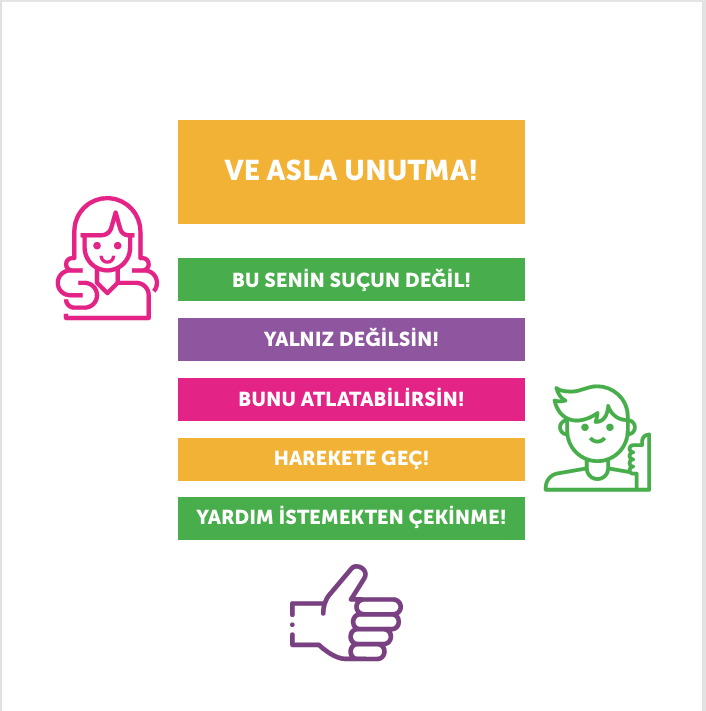 VE ASLA UNUTMA!
BU SENİN SUÇUN DEĞİL!
YALNIZ DEĞİLSİN!
BUNU ATLATABİLİRSİN!
HAREKETE GEÇ!
YARDIM İSTEMEKTEN ÇEKİNME!